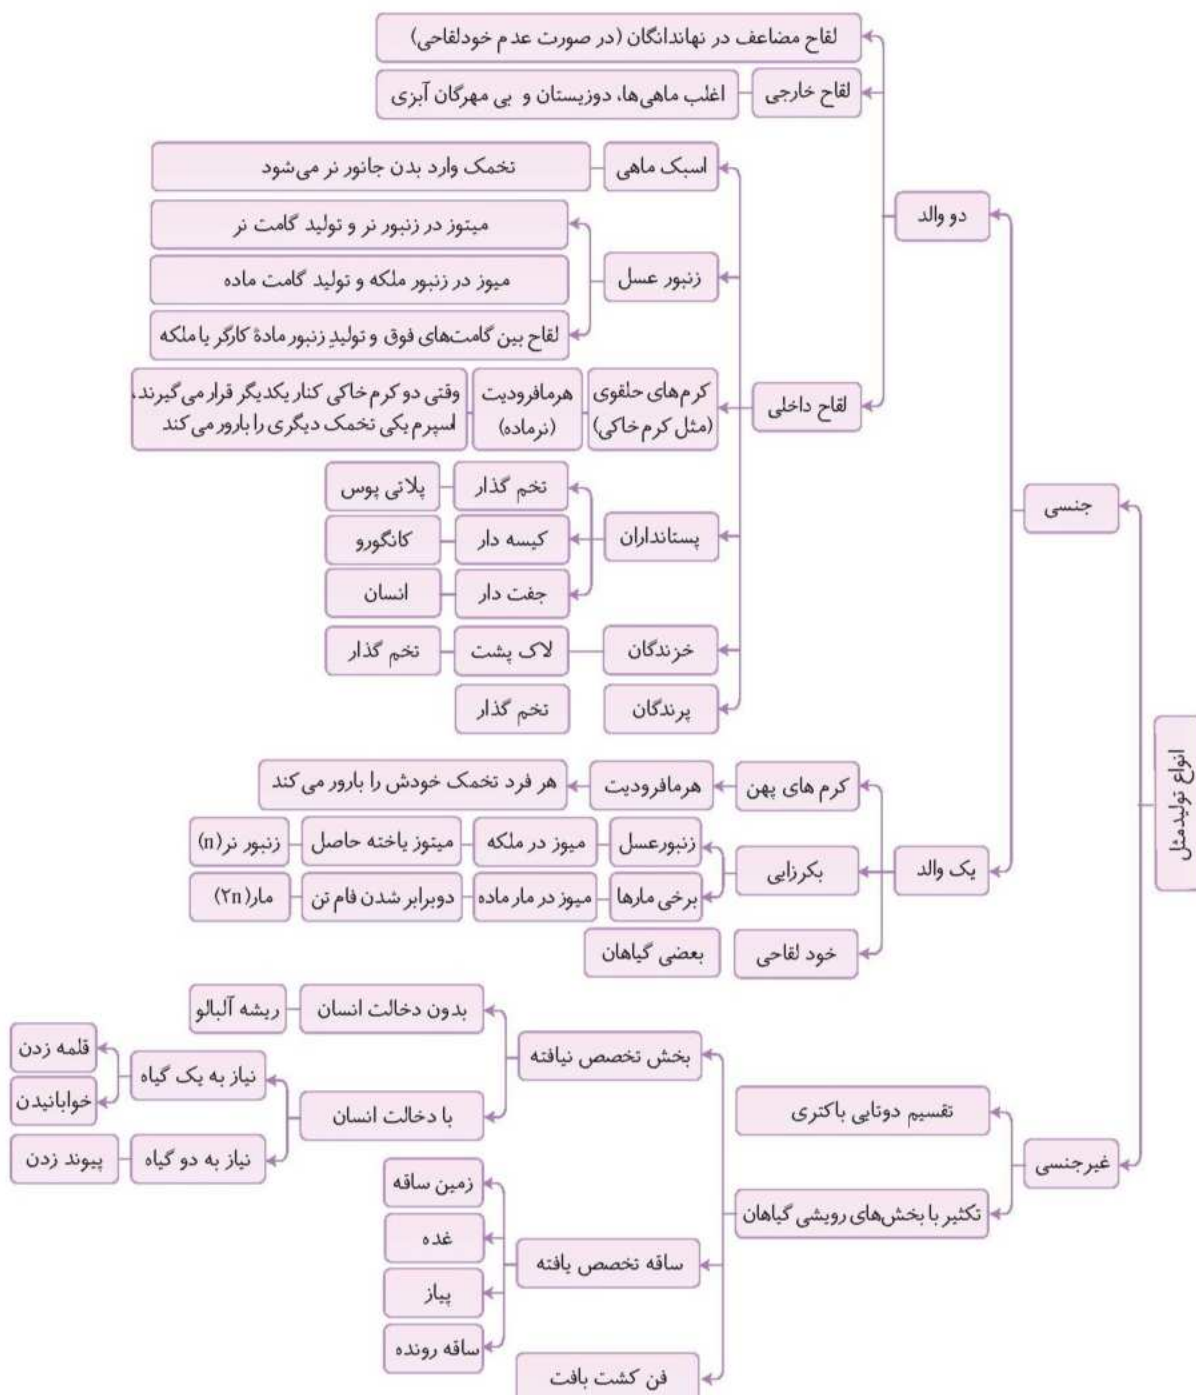 انواع تولیدمثل
جنسی
دو والد
لقاح مضاعف در نهاندانگان (در صورت عدم خودلقاحی)
لقاح خارجی
اغلب ماهی‌ها، دوزیستان و بی مهرگان آبزی
لقاح داخلی
اسبک ماهی
تخمک وارد بدن جانور نر می‌شود
زنبور عسل
میتوز در زنبور نر و تولید گامت نر
میوز در زنبور ملکه و تولید گامت ماده
لقاح بین گامت‌های فوق و تولیدِ زنبور مادهٔ کارگر یا ملکه
کرم‌های حلقوی
(مثل کرم خاکی)
هرمافرودیت
(نرماده)
وقتی دو کرم خاکی کنار یکدیگر قرار می‌گیرند،
اسپرم یکی تخمک دیگری را بارور می‌کند
پستانداران
تخم گذار
پلاتی پوس
کیسه دار
کانگورو
جفت دار
انسان
خزندگان
لاک پشت
تخم گذار
پرندگان
تخم گذار
یک والد
کرم های پهن
هرمافرودیت
هر فرد تخمک خودش را بارور می کند
بکرزایی
زنبورعسل
میوز در ملکه
میتوز یاخته حاصل
زنبور نر(n)
برخی مارها
میوز در مار ماده
دوبرابر شدن فام تن
مار(۲n)
خود لقاحی
بعضی گیاهان
غیرجنسی
تقسیم دوتایی باکتری
تکثیر با بخش‌های رویشی گیاهان
بخش تخصص نیافته
بدون دخالت انسان
ریشه آلبالو
با دخالت انسان
نیاز به یک گیاه
قلمه زدن
خوابانیدن
نیاز به دو گیاه
پیوند زدن
ساقه تخصص یافته
زمین ساقه
غده
پیاز
ساقه رونده
فن کشت بافت